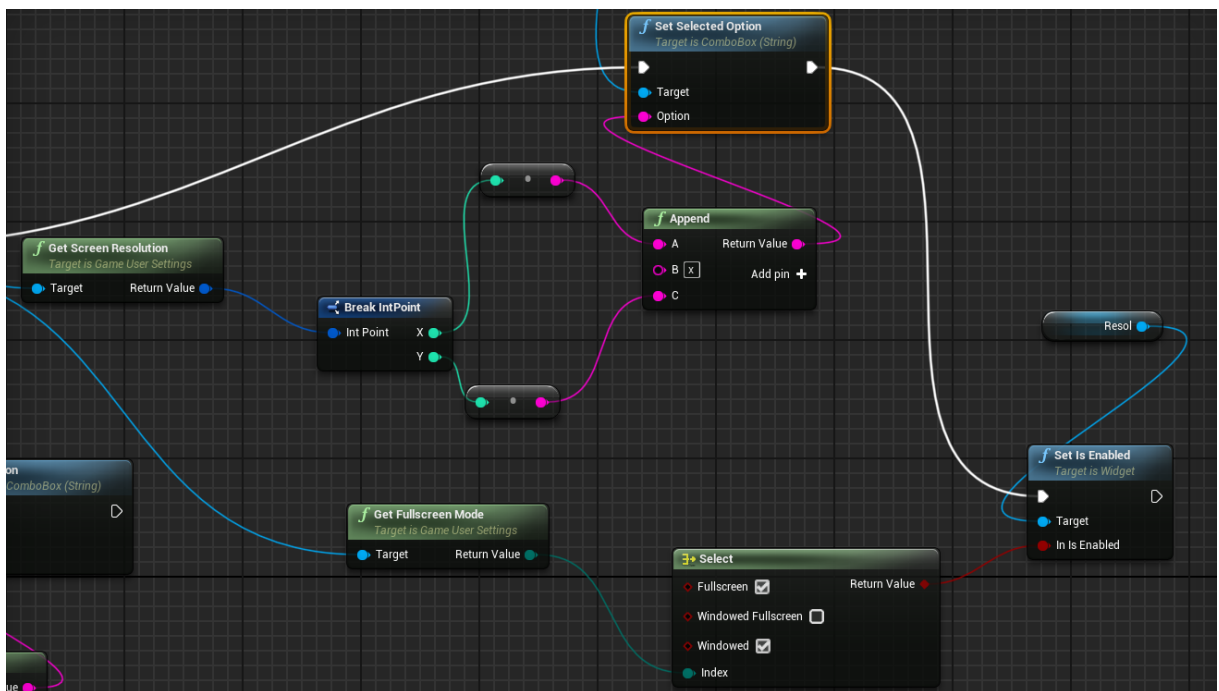 Set Selected Option
Target is ComboBox (String)
Target
Option
Append
A
Return Value
B x
Add pin
C
Get Screen Resolution
Target is Game User Settings
Target
Return Value
Break IntPoint
Int Point
X
Y
Resol
on
ComboBox (String)
Set Is Enabled
Target is Widget
Target
In Is Enabled
Get Fullscreen Mode
Target is Game User Settings
Target
Return Value
Select
Fullscreen
Return Value
Windowed Fullscreen
Windowed
Index
ue